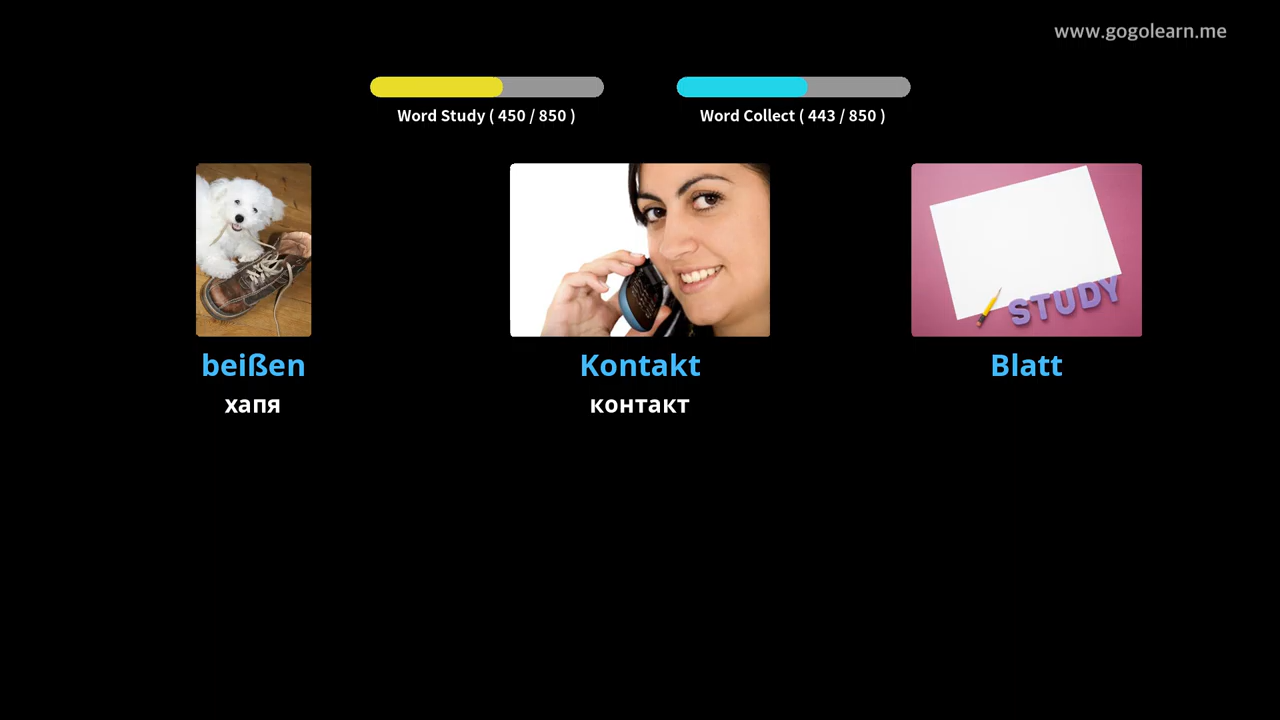 www.gogolearn.me
Word Study ( 450 / 850 )
Word Collect ( 443 / 850 )
STUDY
beißen
Kontakt
Blatt
хапя
контакт